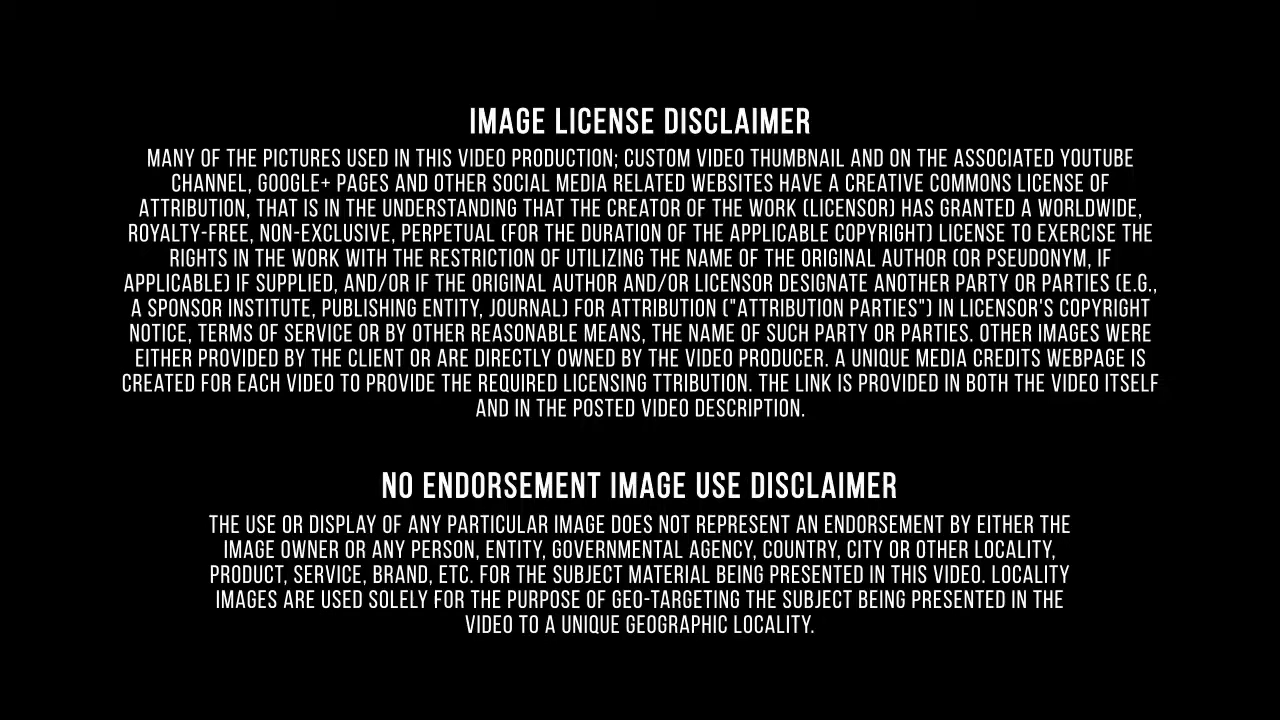 IMAGE LICENSE DISCLAIMER
MANY OF THE PICTURES USED IN THIS VIDEO PRODUCTION; CUSTOM VIDEO THUMBNAIL AND ON THE ASSOCIATED YOUTUBE
CHANNEL, GOOGLE+ PAGES AND OTHER SOCIAL MEDIA RELATED WEBSITES HAVE A CREATIVE COMMONS LICENSE OF
ATTRIBUTION, THAT IS IN THE UNDERSTANDING THAT THE CREATOR OF THE WORK (LICENSOR) HAS GRANTED A WORLDWIDE,
ROYALTY-FREE, NON-EXCLUSIVE, PERPETUAL (FOR THE DURATION OF THE APPLICABLE COPYRIGHT) LICENSE TO EXERCISE THE
RIGHTS IN THE WORK WITH THE RESTRICTION OF UTILIZING THE NAME OF THE ORIGINAL AUTHOR (OR PSEUDONYM, IF
APPLICABLE) IF SUPPLIED, AND/OR IF THE ORIGINAL AUTHOR AND/OR LICENSOR DESIGNATE ANOTHER PARTY OR PARTIES (E.G.,
A SPONSOR INSTITUTE, PUBLISHING ENTITY, JOURNAL) FOR ATTRIBUTION ("ATTRIBUTION PARTIES") IN LICENSOR'S COPYRIGHT
NOTICE, TERMS OF SERVICE OR BY OTHER REASONABLE MEANS, THE NAME OF SUCH PARTY OR PARTIES. OTHER IMAGES WERE
EITHER PROVIDED BY THE CLIENT OR ARE DIRECTLY OWNED BY THE VIDEO PRODUCER. A UNIQUE MEDIA CREDITS WEBPAGE IS
CREATED FOR EACH VIDEO TO PROVIDE THE REQUIRED LICENSING TTRIBUTION. THE LINK IS PROVIDED IN BOTH THE VIDEO ITSELF
AND IN THE POSTED VIDEO DESCRIPTION.
NO ENDORSEMENT IMAGE USE DISCLAIMER
THE USE OR DISPLAY OF ANY PARTICULAR IMAGE DOES NOT REPRESENT AN ENDORSEMENT BY EITHER THE
IMAGE OWNER OR ANY PERSON, ENTITY, GOVERNMENTAL AGENCY, COUNTRY, CITY OR OTHER LOCALITY,
PRODUCT, SERVICE, BRAND, ETC. FOR THE SUBJECT MATERIAL BEING PRESENTED IN THIS VIDEO. LOCALITY
IMAGES ARE USED SOLELY FOR THE PURPOSE OF GEO-TARGETING THE SUBJECT BEING PRESENTED IN THE
VIDEO TO A UNIQUE GEOGRAPHIC LOCALITY.